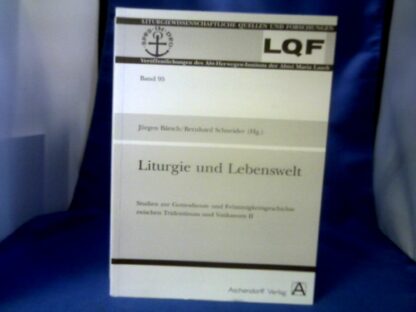 LITURGIEWISSENSCHAFTLICHE QUELLEN UND FORSCHUNGEN
LQF
Veröffentlichungen des Abt-Herwegen-Instituts der Abtei Maria Laach
Band 95
Jürgen Bärsch/Bernhard Schneider (Hg.)
Liturgie und Lebenswelt
Studien zur Gottesdienst- und Frömmigkeitsgeschichte
zwischen Tridentinum und Vatikanum II
Aschendorff Verlag